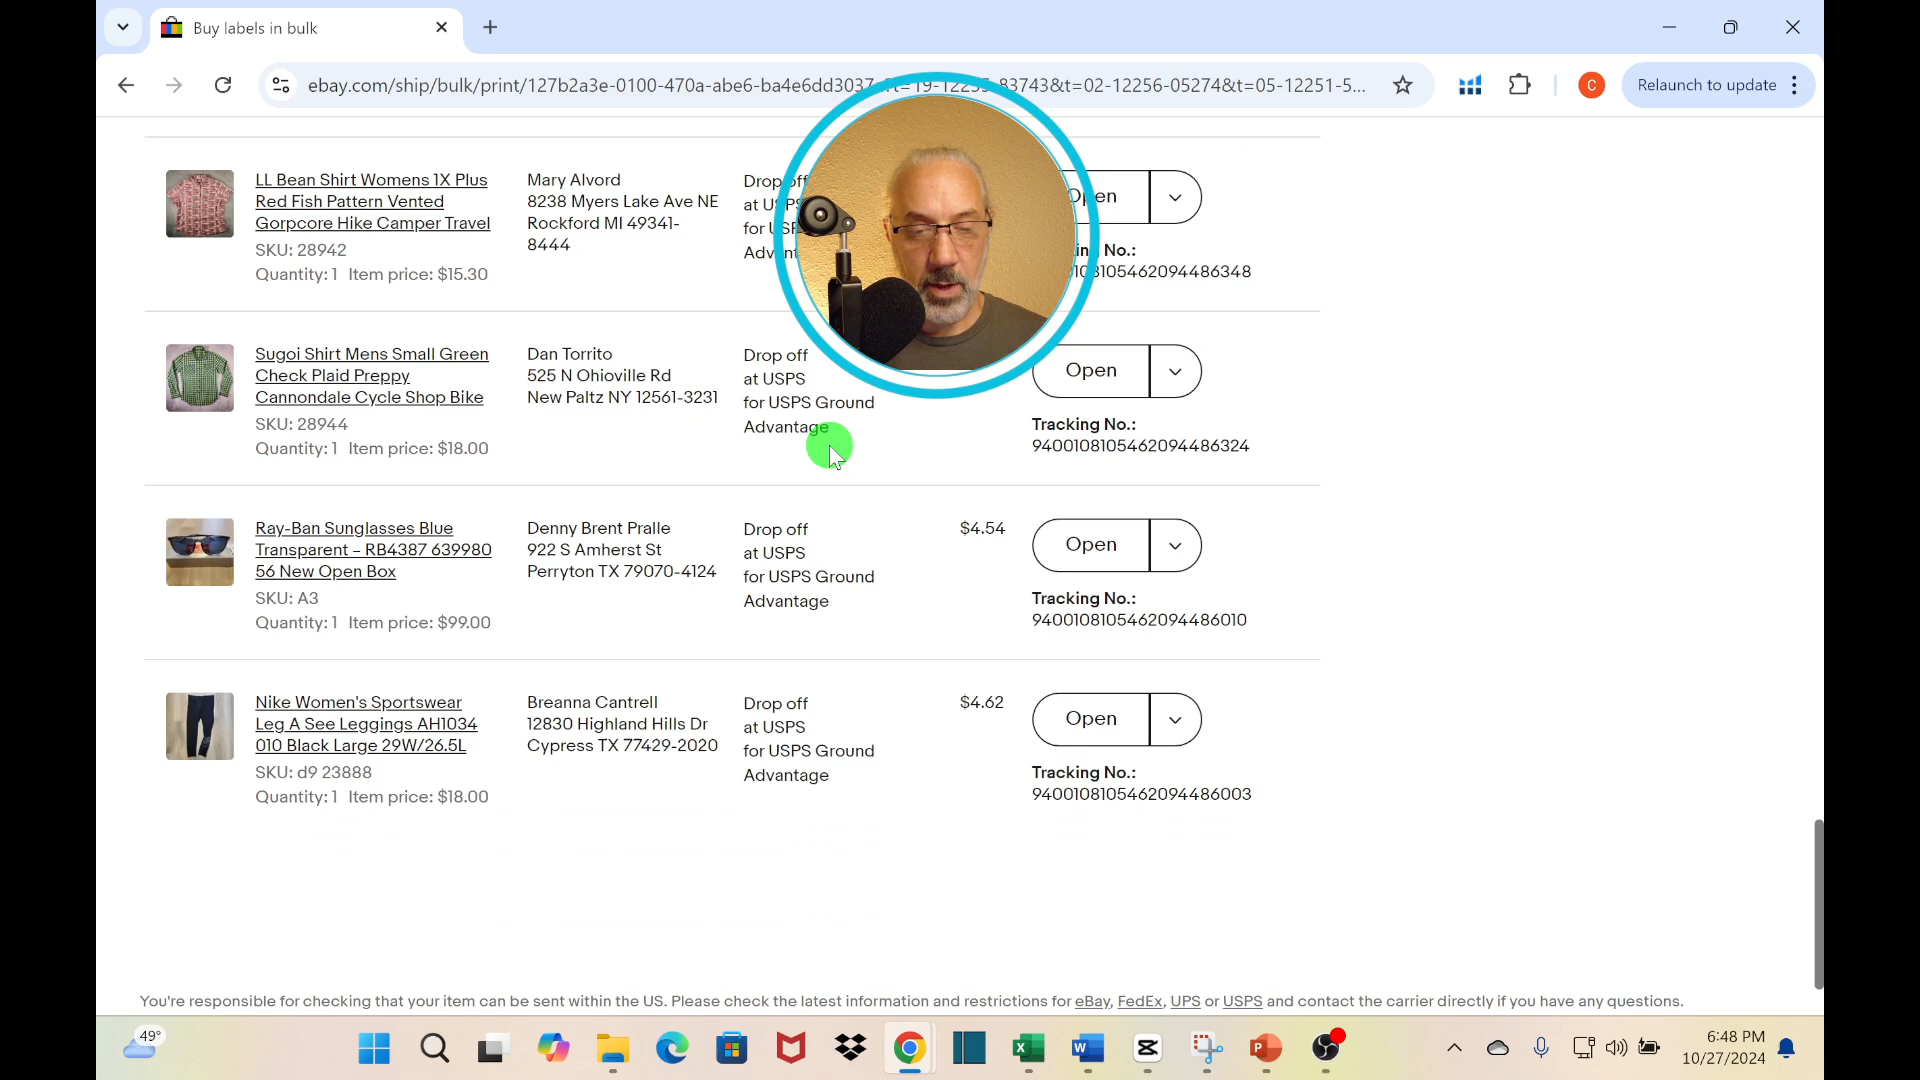 Buy labels in bulk
ebay.com/ship/bulk/print/127b2a3e-0100-470a-abe6-ba4e6dd3037
83743&t=02-12256-05274&t=05-12251-5...
C
Relaunch to update
LL Bean Shirt Womens 1X Plus
Red Fish Pattern Vented
Gorpcore Hike Camper Travel
SKU: 28942
Quantity: 1 Item price: $15.30
Mary Alvord
8238 Myers Lake Ave NE
Rockford MI 49341-
8444
Drop off
at
for
Open
No.:
105462094486348
Sugoi Shirt Mens Small Green
Check Plaid Preppy
Cannondale Cycle Shop Bike
SKU: 28944
Quantity: 1 Item price: $18.00
Dan Torrito
525 N Ohioville Rd
New Paltz NY 12561-3231
Drop off
at USPS
for USPS Ground
Advantage
Open
Tracking No.:
9400108105462094486324
Ray-Ban Sunglasses Blue
Transparent – RB4387 639980
56 New Open Box
SKU: A3
Quantity: 1 Item price: $99.00
Denny Brent Pralle
922 S Amherst St
Perryton TX 79070-4124
Drop off
at USPS
for USPS Ground
Advantage
$4.54
Open
Tracking No.:
9400108105462094486010
Nike Women's Sportswear
Leg A See Leggings AH1034
010 Black Large 29W/26.5L
SKU: d9 23888
Quantity: 1 Item price: $18.00
Breanna Cantrell
12830 Highland Hills Dr
Cypress TX 77429-2020
Drop off
at USPS
for USPS Ground
Advantage
$4.62
Open
Tracking No.:
9400108105462094486003
You're responsible for checking that your item can be sent within the US. Please check the latest information and restrictions for eBay, FedEx, UPS or USPS and contact the carrier directly if you have any questions.
49°
6:48 PM
10/27/2024